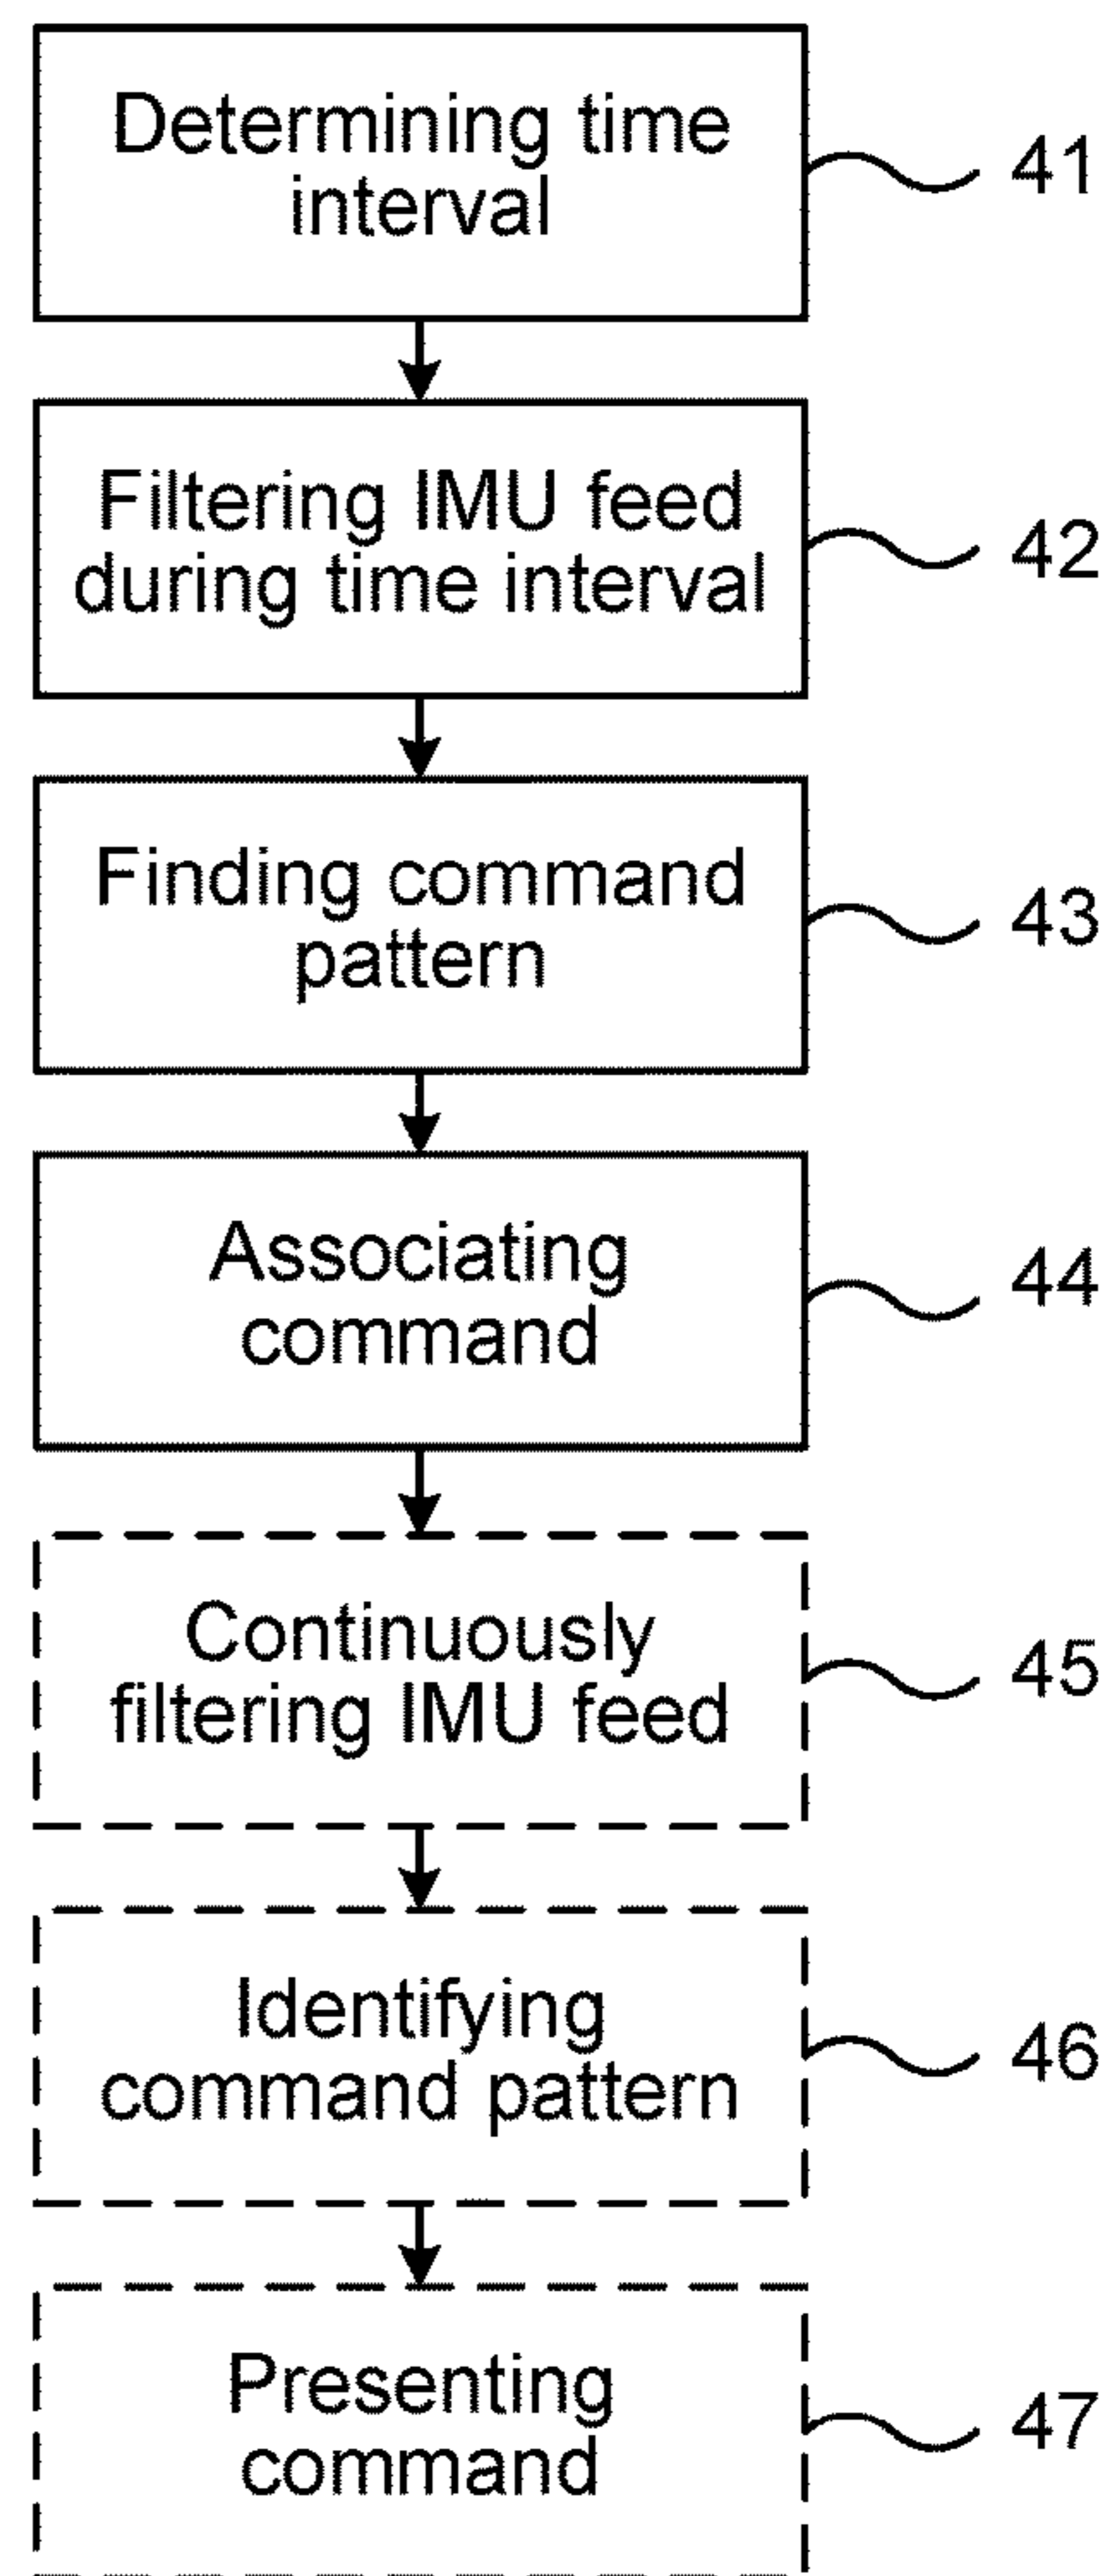 Determining time
interval
41
Filtering IMU feed
during time interval
42
Finding command
pattern
43
Associating
command
44
Continuously
filtering IMU feed
45
Identifying
command pattern
46
Presenting
command
47